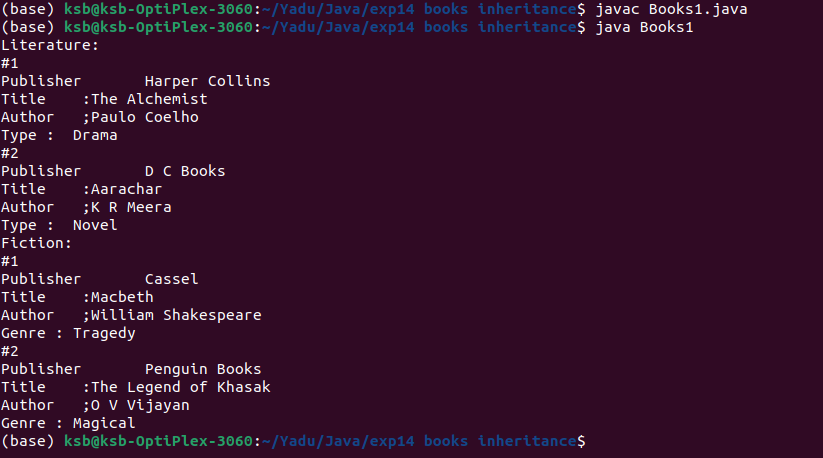 (base) ksb@ksb-OptiPlex-3060:~/Yadu/Java/exp14 books inheritance$ javac Books1.java
(base) ksb@ksb-OptiPlex-3060:~/Yadu/Java/exp14 books inheritance$ java Books1
Literature:
#1
Publisher       Harper Collins
Title    :The Alchemist
Author   ;Paulo Coelho
Type :  Drama
#2
Publisher       D C Books
Title    :Aarachar
Author   ;K R Meera
Type :  Novel
Fiction:
#1
Publisher       Cassel
Title    :Macbeth
Author   ;William Shakespeare
Genre : Tragedy
#2
Publisher       Penguin Books
Title    :The Legend of Khasak
Author   ;O V Vijayan
Genre : Magical
(base) ksb@ksb-OptiPlex-3060:~/Yadu/Java/exp14 books inheritance$